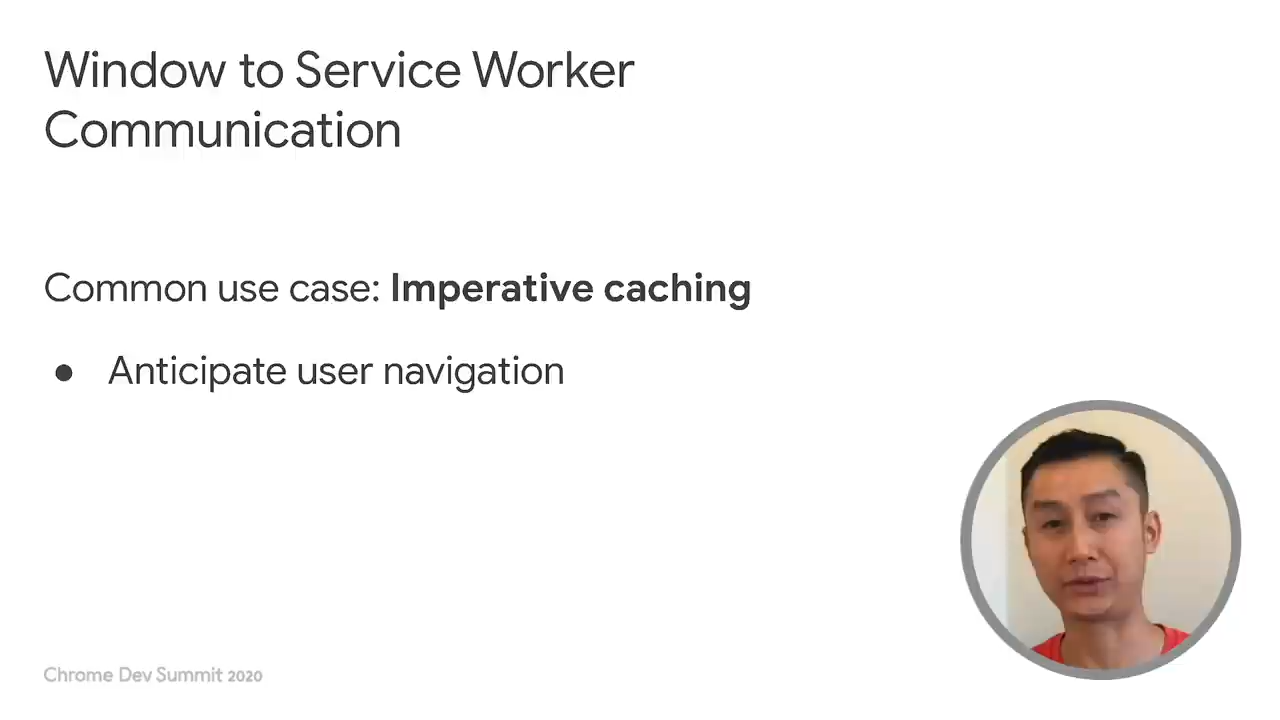 Window to Service Worker
Communication
Common use case: Imperative caching
● Anticipate user navigation
Chrome Dev Summit 2020